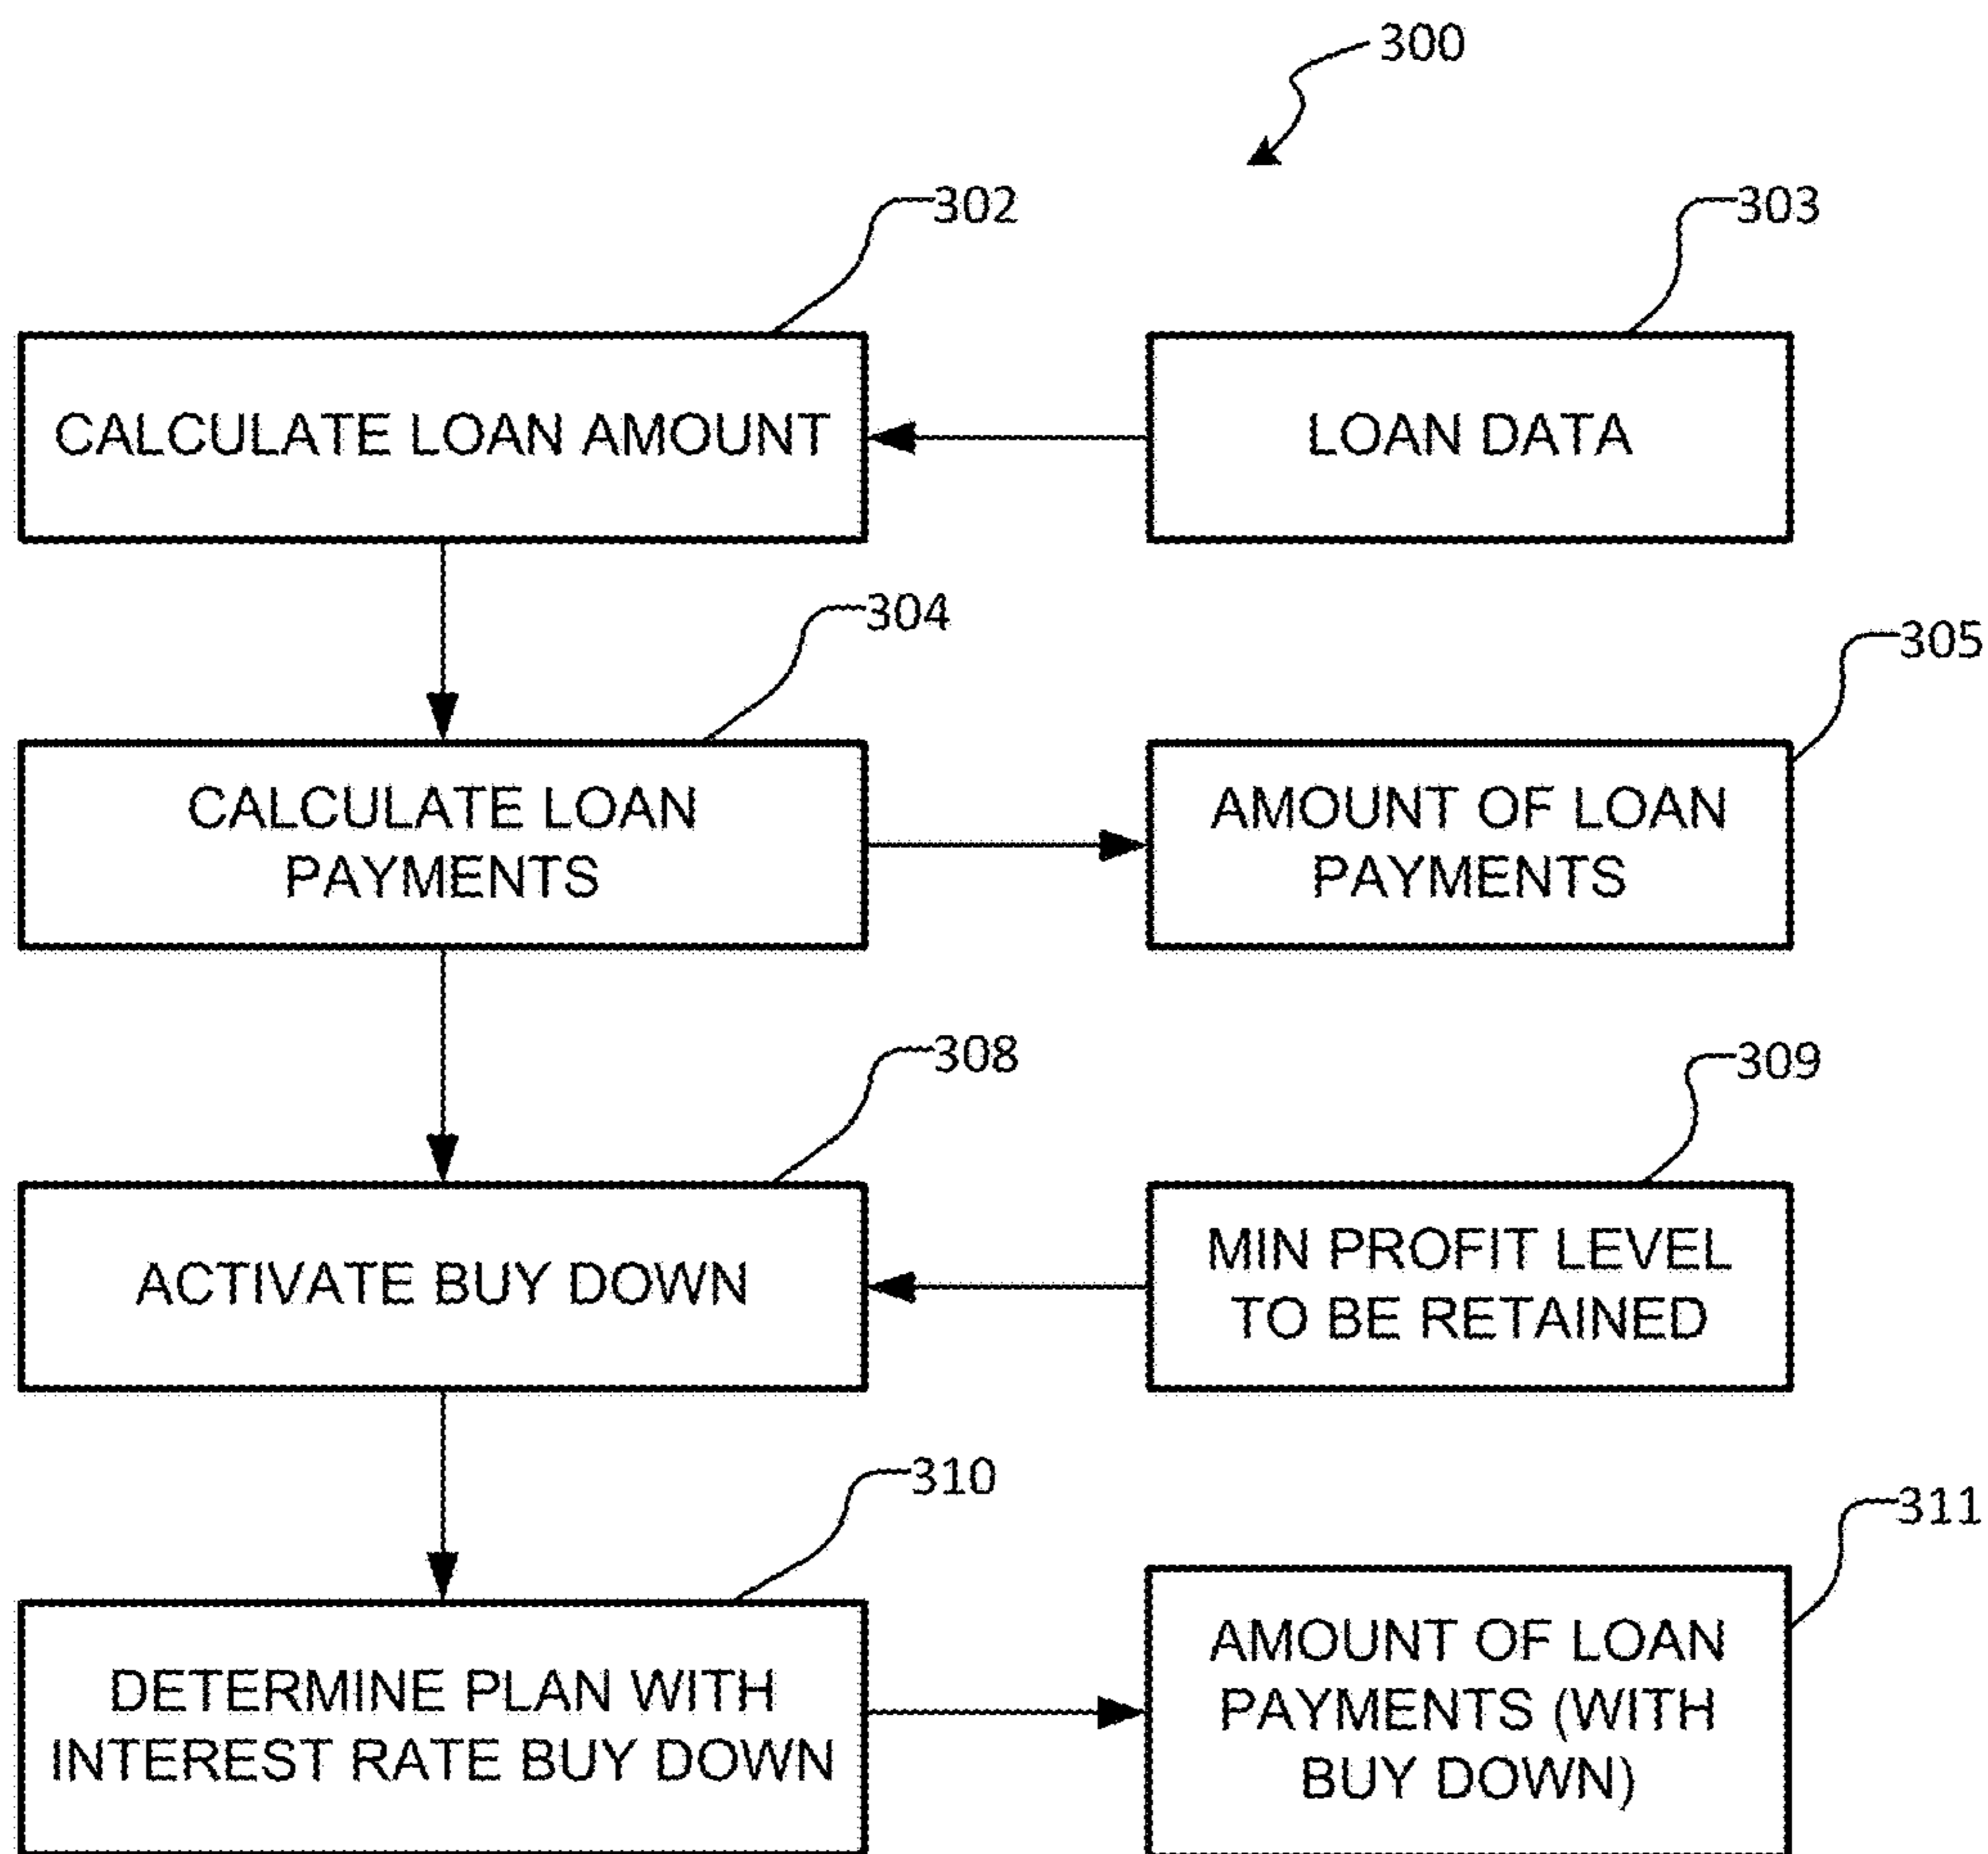 300
302
303
CALCULATE LOAN AMOUNT
LOAN DATA
304
305
CALCULATE LOAN
PAYMENTS
AMOUNT OF LOAN
PAYMENTS
308
309
ACTIVATE BUY DOWN
MIN PROFIT LEVEL
TO BE RETAINED
310
311
DETERMINE PLAN WITH
INTEREST RATE BUY DOWN
AMOUNT OF LOAN
PAYMENTS (WITH
BUY DOWN)